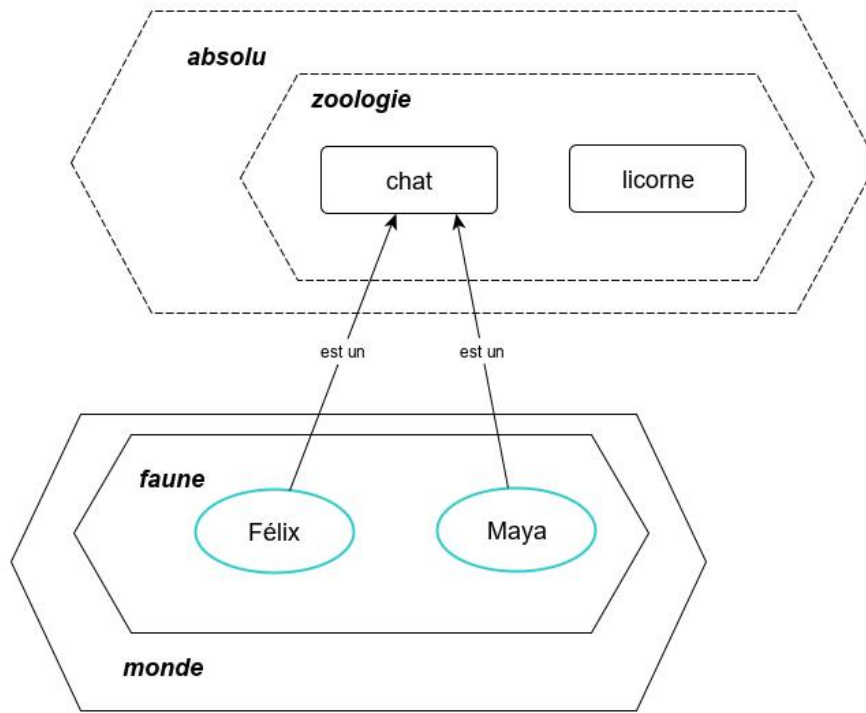 absolu
zoologie
chat
licorne
est un
est un
faune
Félix
Maya
monde